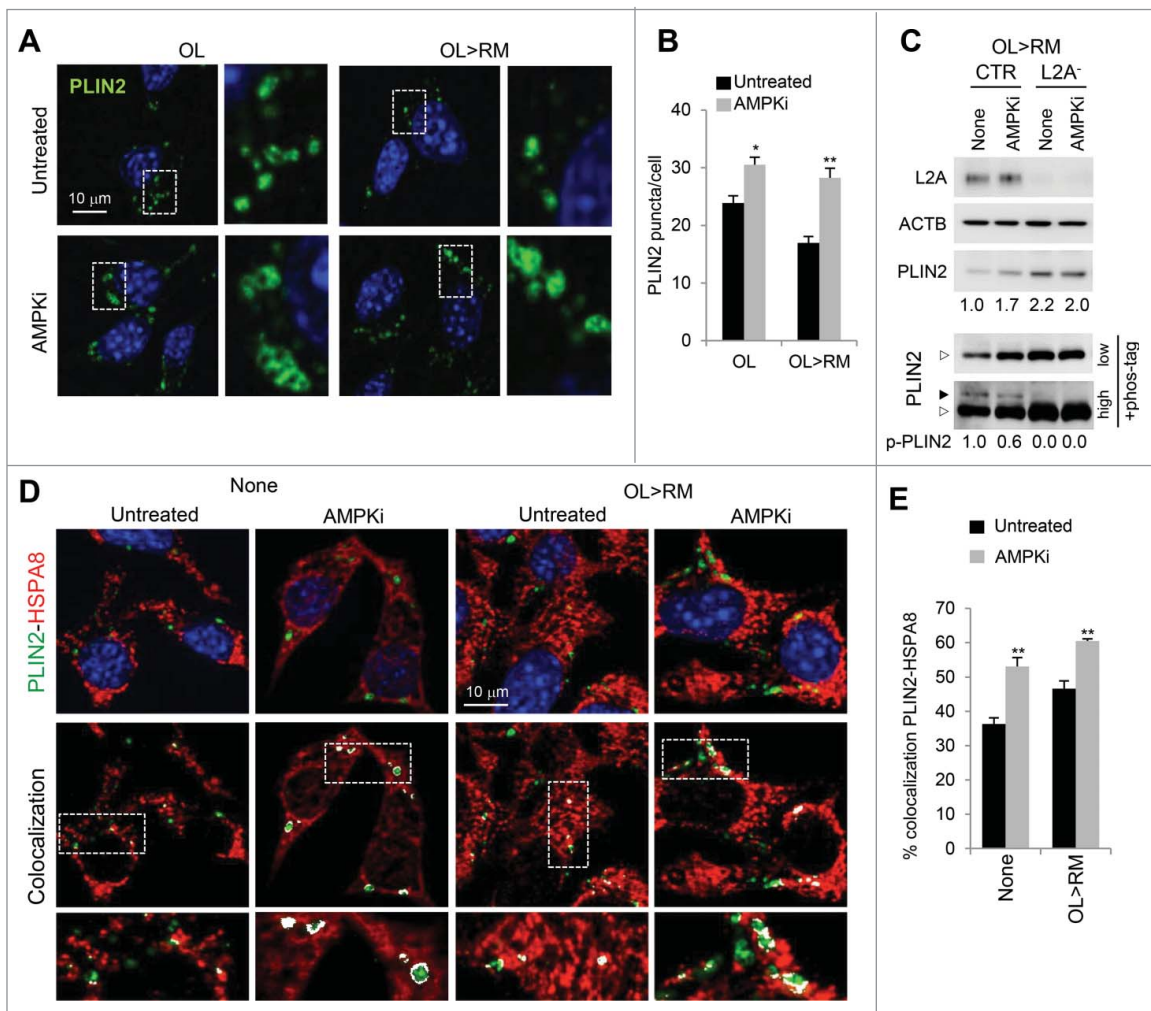 A
OL
OL>RM
PLIN2
Untreated
10 µm
AMPKi
B
Untreated
AMPKi
PLIN2 puncta/cell
40
30
20
10
0
*
**
OL
OL>RM
C
OL>RM
CTR
L2A-
None
AMPKi
None
AMPKi
L2A
ACTB
PLIN2
1.0 1.7 2.2 2.0
PLIN2
low
high
+phos-tag
p-PLIN2 1.0 0.6 0.0 0.0
D
None
OL>RM
Untreated
AMPKi
Untreated
AMPKi
PLIN2-HSPA8
10 µm
Colocalization
E
Untreated
AMPKi
% colocalization PLIN2-HSPA8
70
60
50
40
30
20
10
0
**
**
None
OL>RM